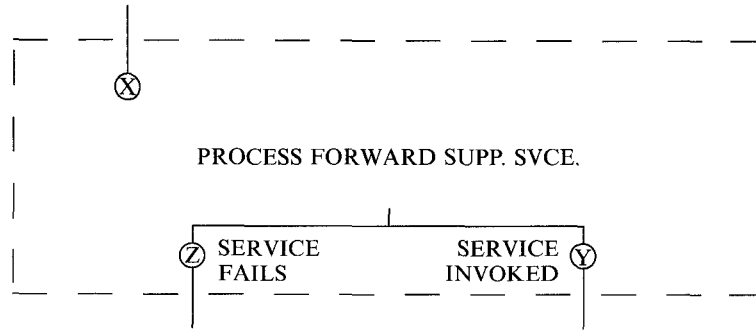 X
PROCESS FORWARD SUPP. SVCE.
Z SERVICE FAILS
SERVICE INVOKED Y